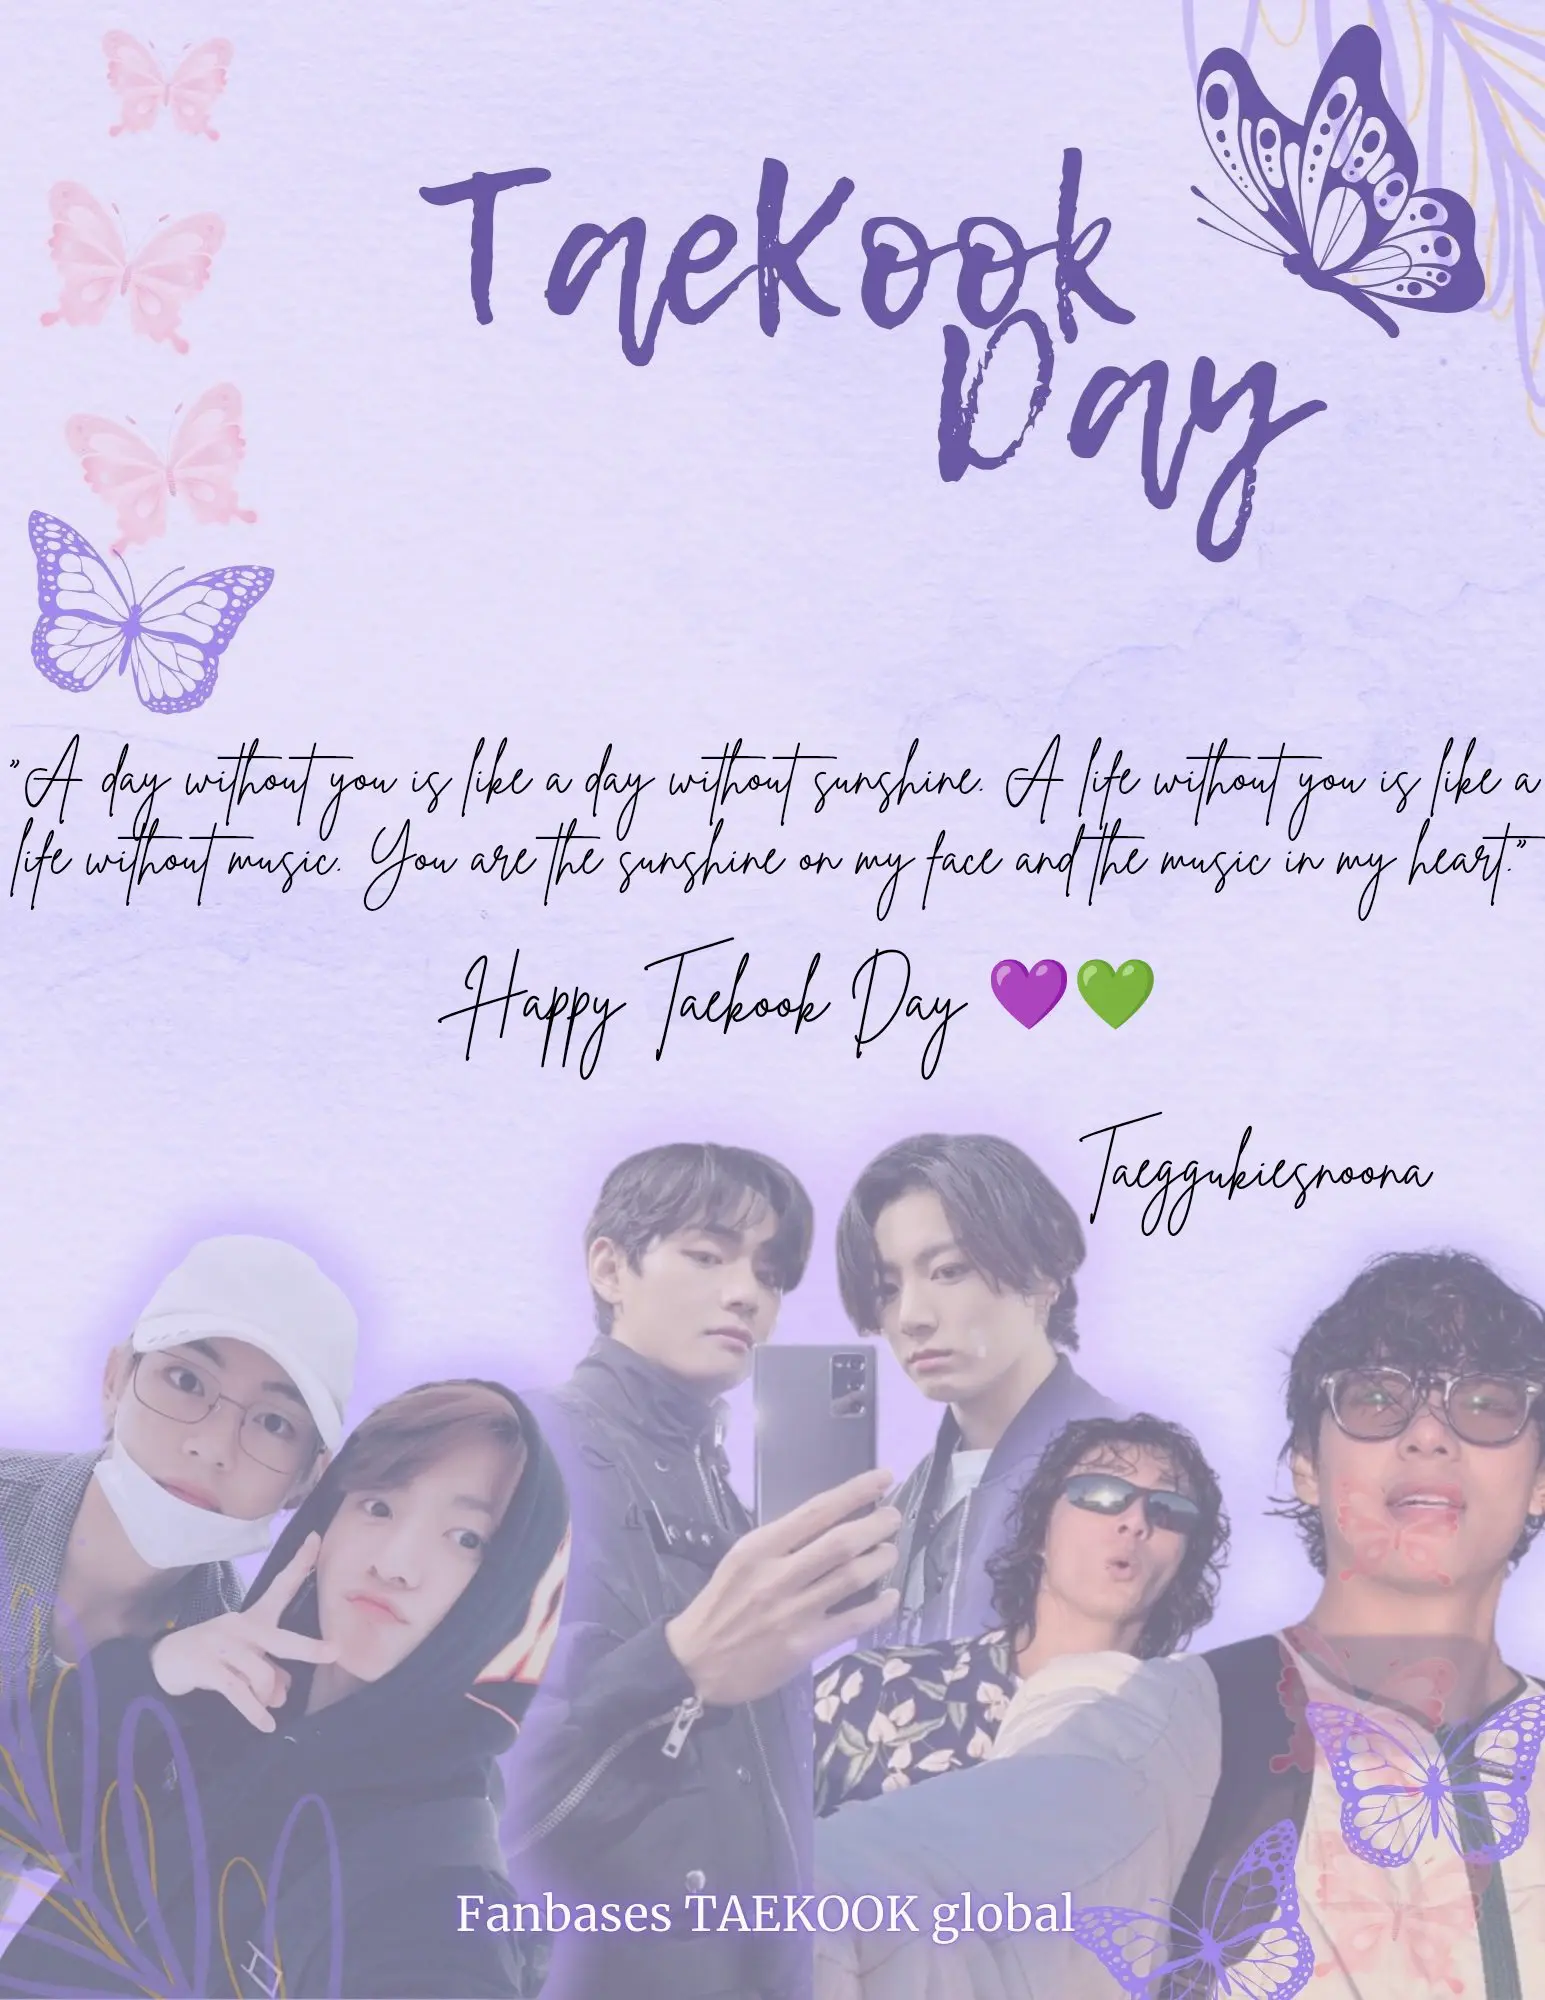 TaeKook
Day
"A day without you is like a day without sunshine. A life without you is like a
life without music. You are the sunshine on my face and the music in my heart."
Happy Taekook Day 💜💚
Taeggukiesnoona
Fanbases TAEKOOK global